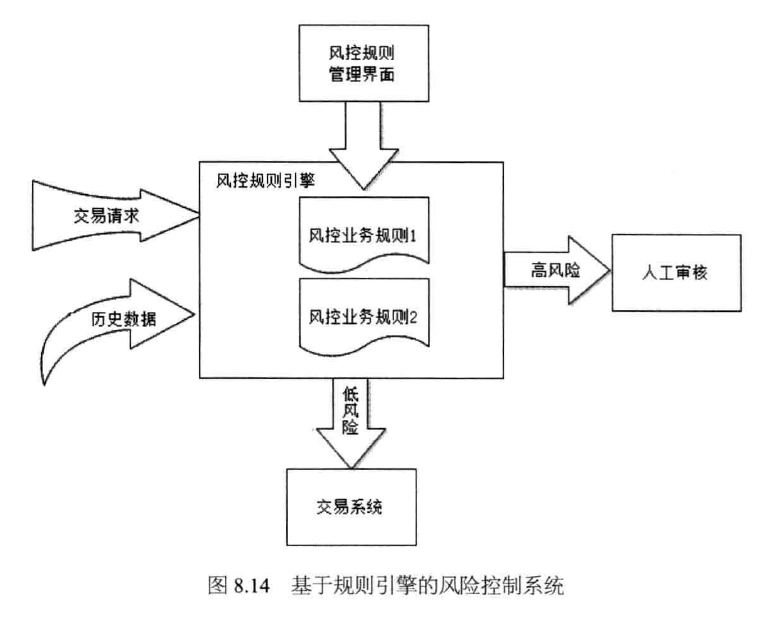 风控规则
管理界面
风控规则引擎
交易请求
风控业务规则1
高风险
人工审核
历史数据
风控业务规则2
低
风
险
交易系统
图 8.14 基于规则引擎的风险控制系统